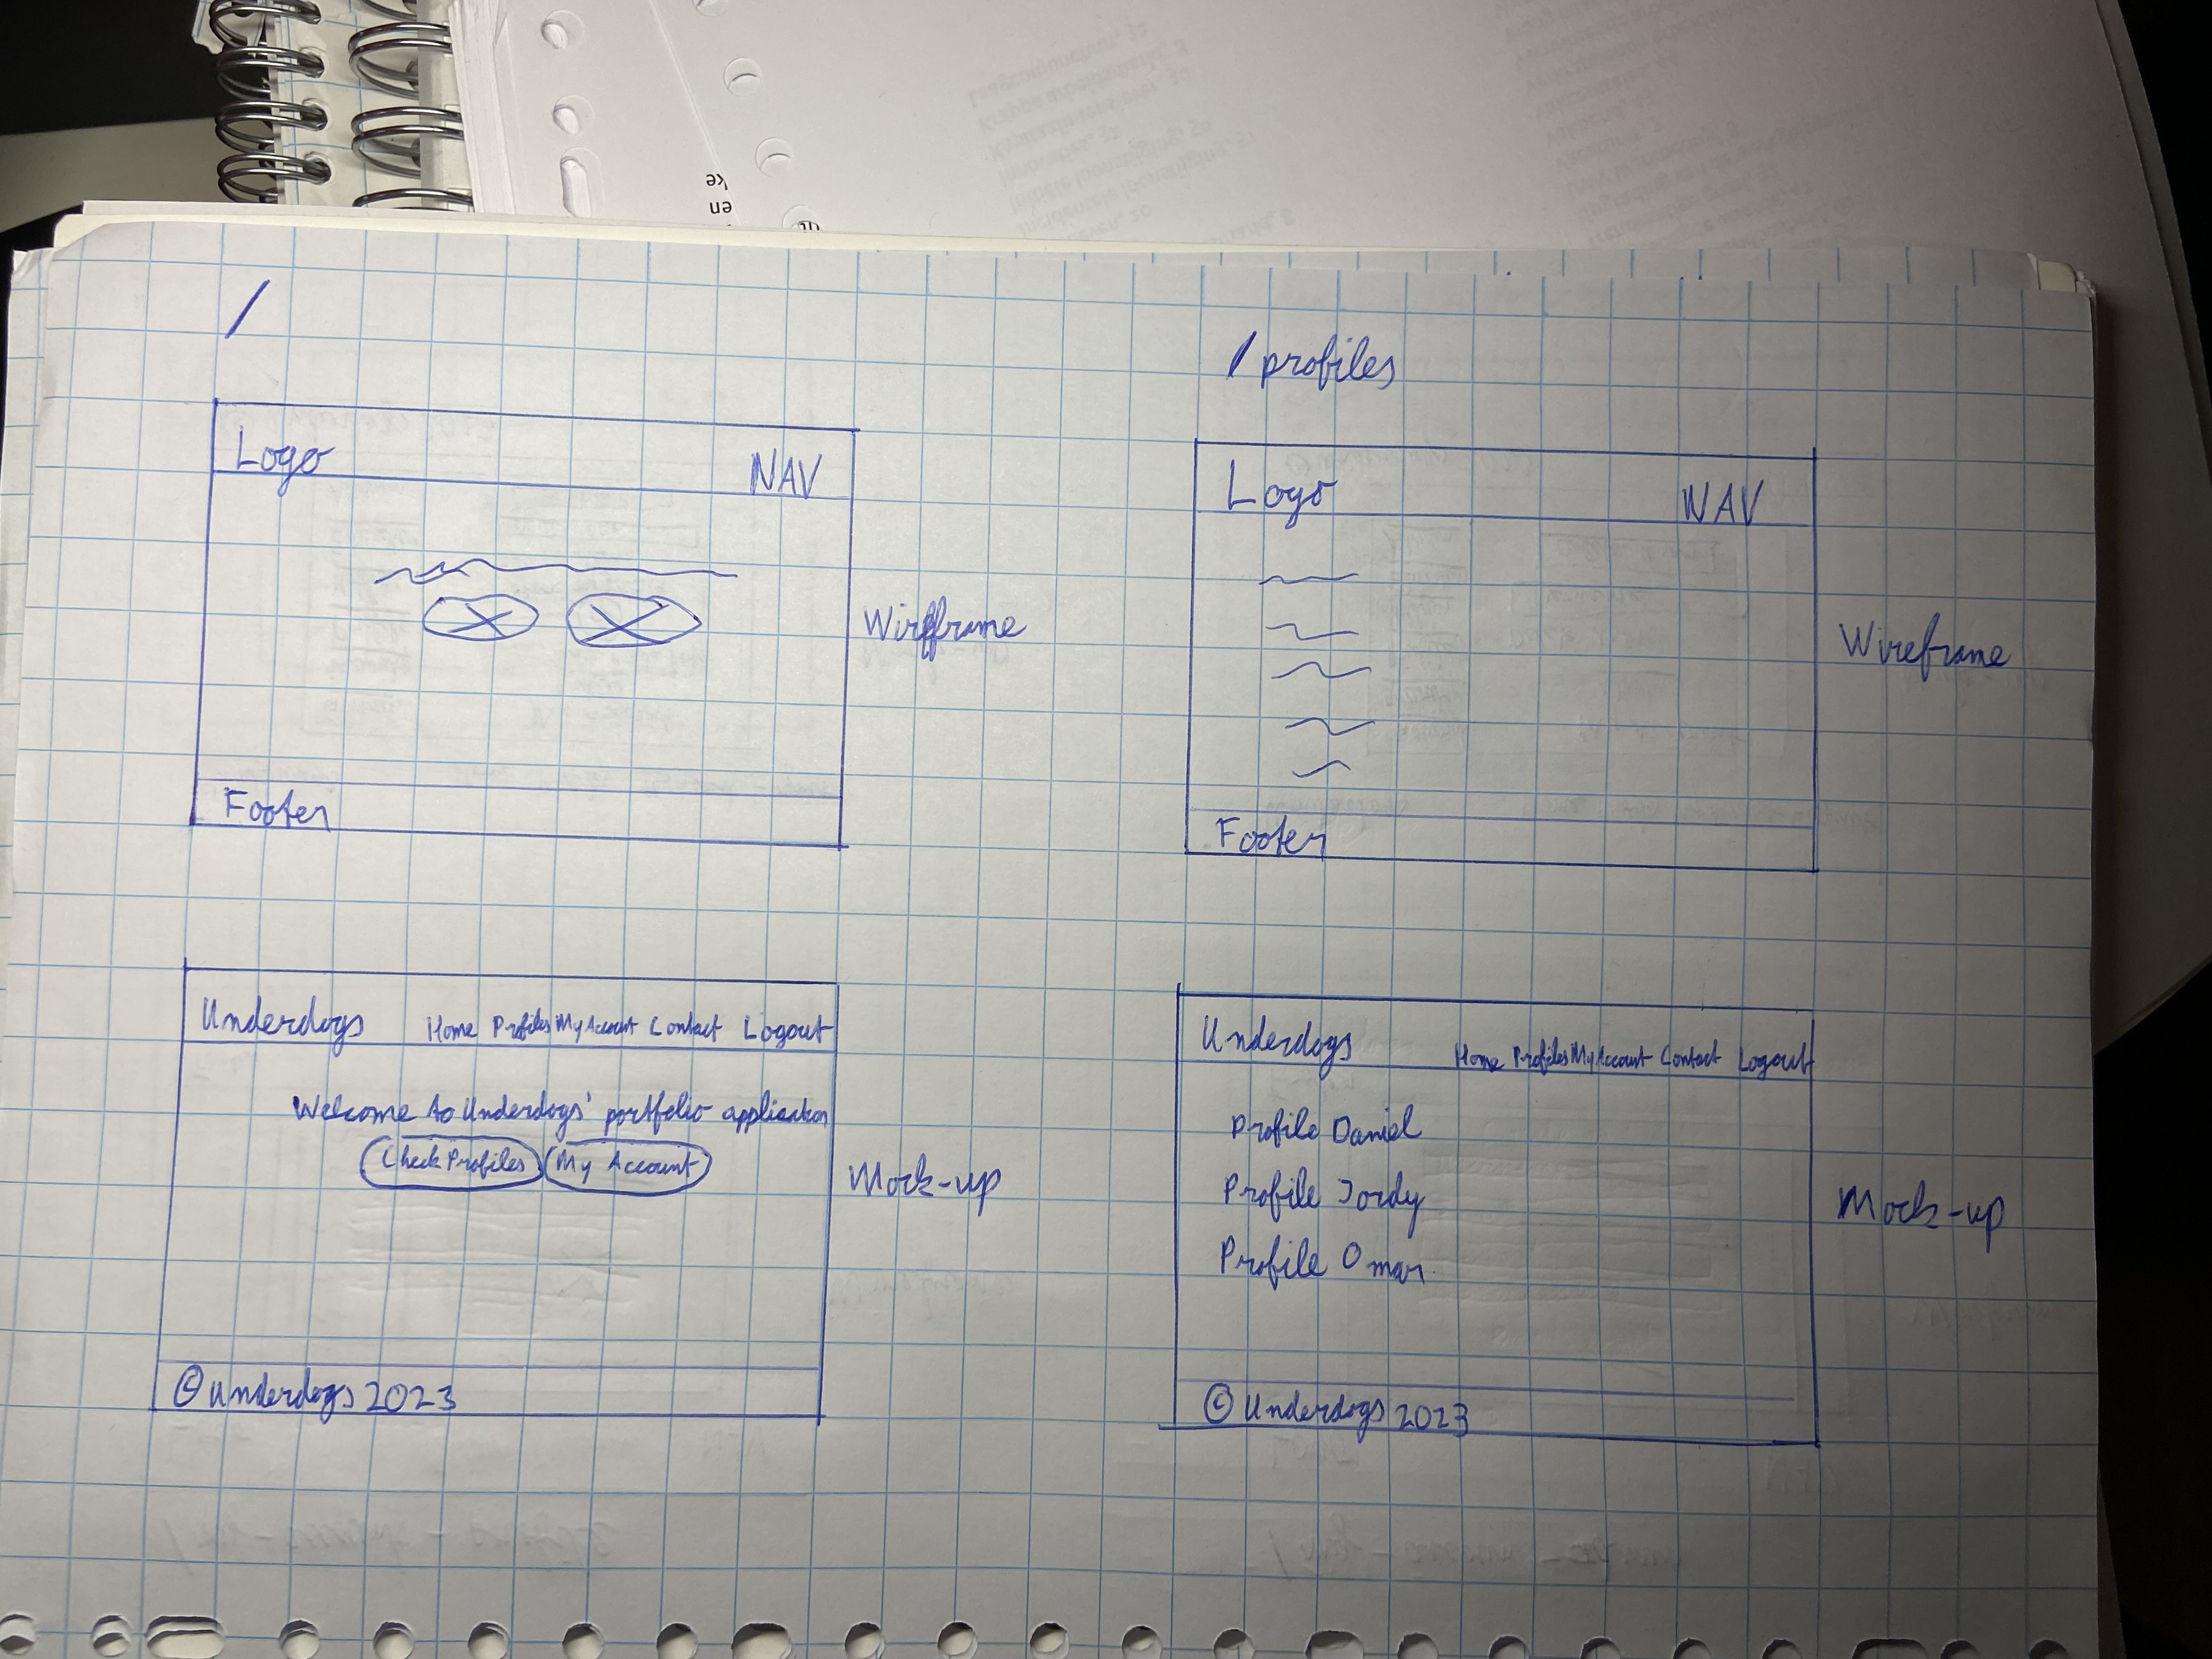 /
Logo NAV
Footer
Wireframe
Underdogs Home Profiles My Account Contact Logout
Welcome to Underdogs' portfolio application
Check Profiles My Account
© Underdogs 2023
Mock-up
/profiles
Logo NAV
Footer
Wireframe
Underdogs Home Profiles My Account Contact Logout
Profile Daniel
Profile Jordy
Profile Omar
© Underdogs 2023
Mock-up
en
ke